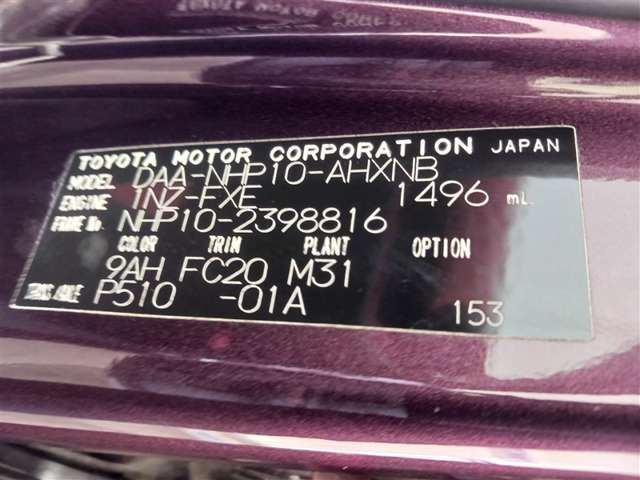 TOYOTA MOTOR CORPORATION JAPAN
MODEL DAA-NHP10-AHXNB
ENGINE 1NZ-FXE 1496 mL
FRAME No. NHP10-2398816
COLOR TRIM PLANT OPTION
9AH FC20 M31
TRANS AXLE P510 -01A 153